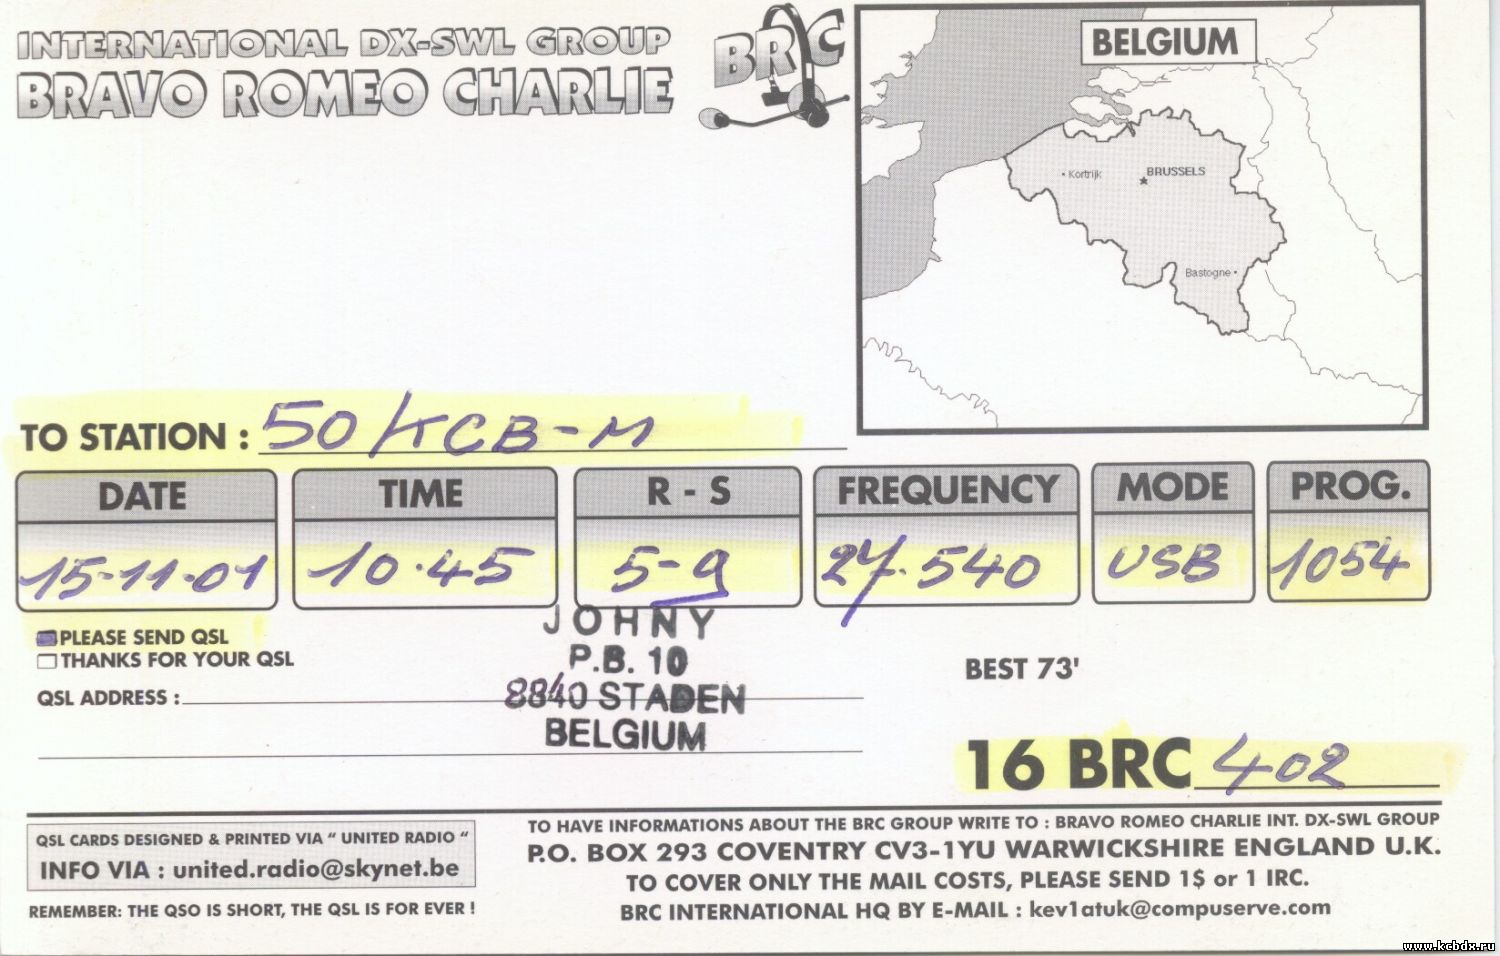 INTERNATIONAL DX-SWL GROUP
BRAVO ROMEO CHARLIE
BRC
BELGIUM
Kortrijk
BRUSSELS
Bastogne
TO STATION : 50/KCB-M
DATE TIME R - S FREQUENCY MODE PROG.
15-11-01 10.45 5-9 27.540 USB 1054
PLEASE SEND QSL
THANKS FOR YOUR QSL
QSL ADDRESS :
JOHNY
P.B. 10
8840 STADEN
BELGIUM
BEST 73'
16 BRC 402
QSL CARDS DESIGNED & PRINTED VIA “ UNITED RADIO “
INFO VIA : united.radio@skynet.be
REMEMBER: THE QSO IS SHORT, THE QSL IS FOR EVER !
TO HAVE INFORMATIONS ABOUT THE BRC GROUP WRITE TO : BRAVO ROMEO CHARLIE INT. DX-SWL GROUP
P.O. BOX 293 COVENTRY CV3-1YU WARWICKSHIRE ENGLAND U.K.
TO COVER ONLY THE MAIL COSTS, PLEASE SEND 1$ or 1 IRC.
BRC INTERNATIONAL HQ BY E-MAIL : kev1atuk@compuserve.com
www.kcbdx.ru